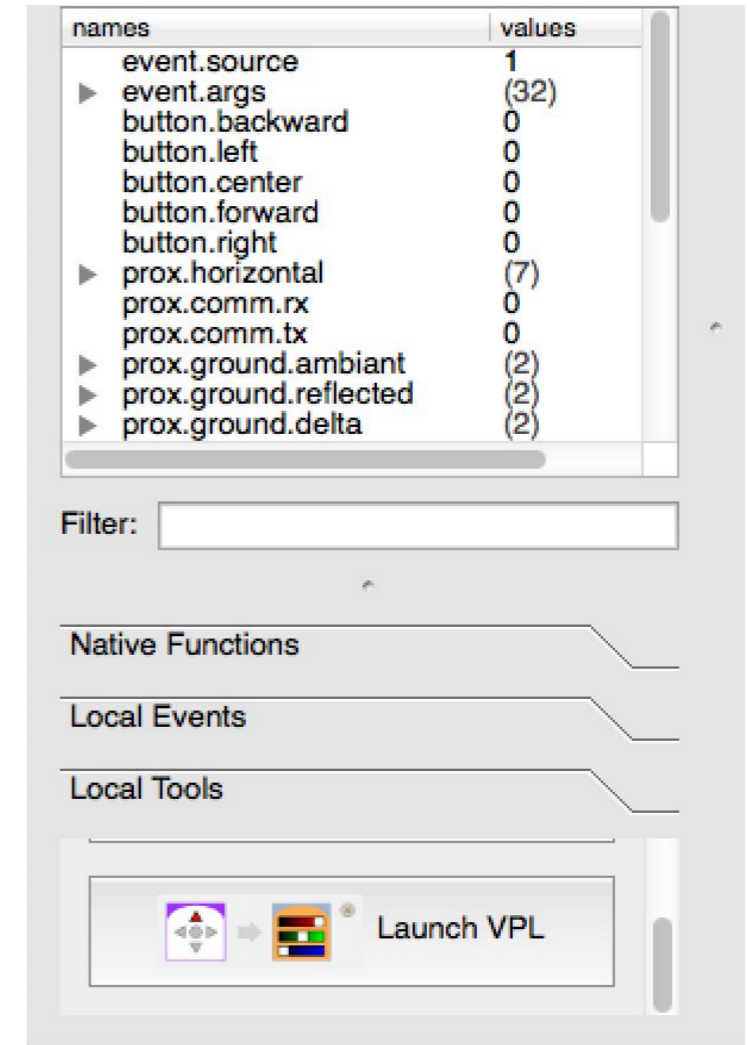 names values
event.source 1
event.args (32)
button.backward 0
button.left 0
button.center 0
button.forward 0
button.right 0
prox.horizontal (7)
prox.comm.rx 0
prox.comm.tx 0
prox.ground.ambiant (2)
prox.ground.reflected (2)
prox.ground.delta (2)
Filter:
Native Functions
Local Events
Local Tools
Launch VPL